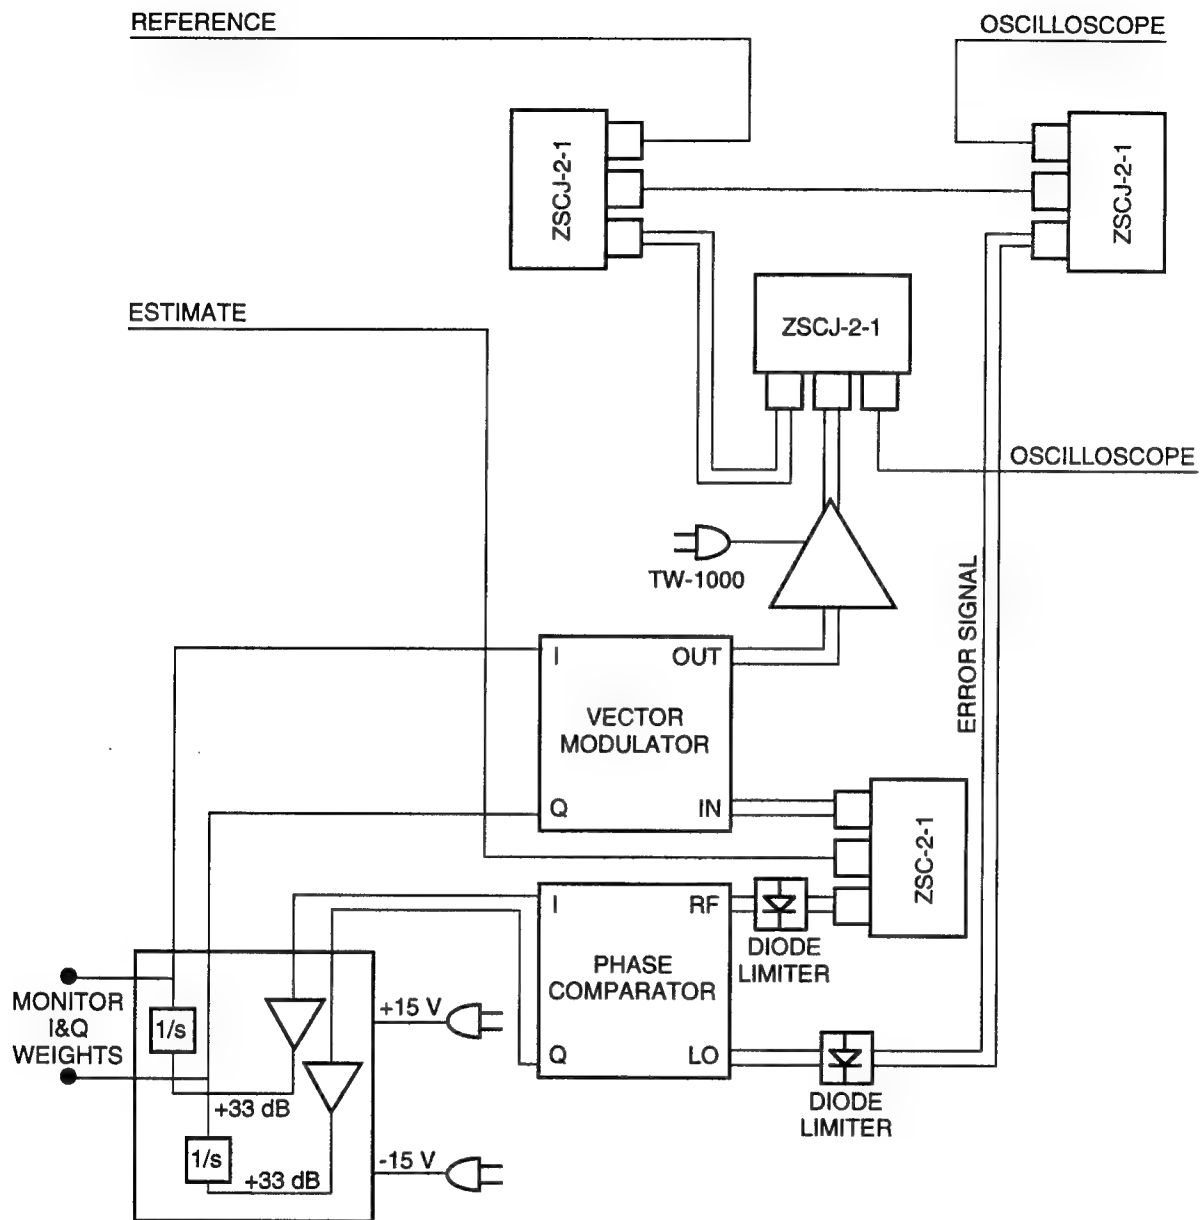 REFERENCE
OSCILLOSCOPE
ZSCJ-2-1
ZSCJ-2-1
ESTIMATE
ZSCJ-2-1
OSCILLOSCOPE
TW-1000
ERROR SIGNAL
I
OUT
VECTOR
MODULATOR
Q
IN
ZSC-2-1
I
RF
DIODE
LIMITER
PHASE
COMPARATOR
Q
LO
DIODE
LIMITER
MONITOR
I&Q
WEIGHTS
1/s
+15 V
+33 dB
1/s
+33 dB
-15 V